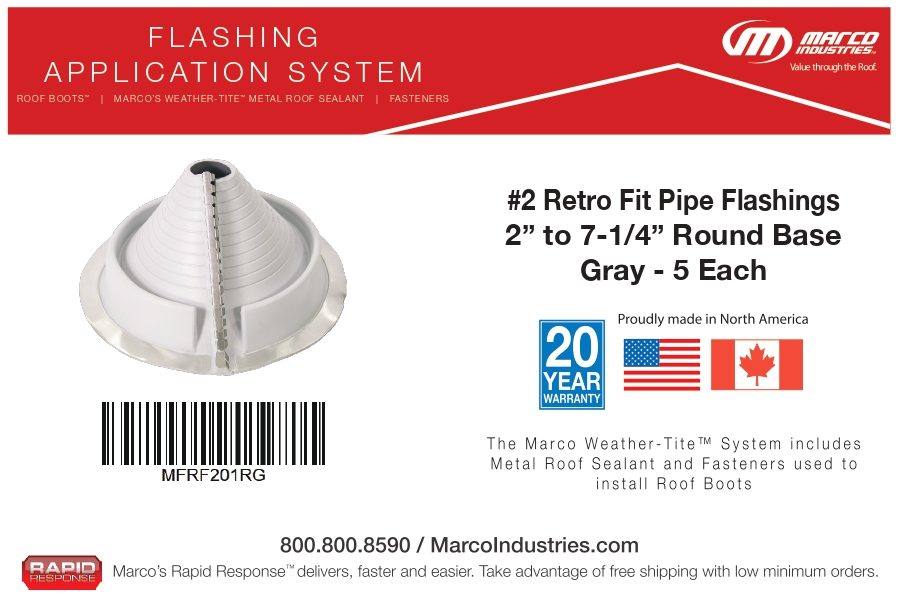 FLASHING
APPLICATION SYSTEM
ROOF BOOTS™ | MARCO'S WEATHER-TITE™ METAL ROOF SEALANT | FASTENERS
MARCO
INDUSTRIES™
Value through the Roof.
#2 Retro Fit Pipe Flashings
2” to 7-1/4” Round Base
Gray - 5 Each
Proudly made in North America
20
YEAR
WARRANTY
MFRF201RG
The Marco Weather-Tite™ System includes
Metal Roof Sealant and Fasteners used to
install Roof Boots
800.800.8590 / MarcoIndustries.com
RAPID
RESPONSE
Marco’s Rapid Response™ delivers, faster and easier. Take advantage of free shipping with low minimum orders.